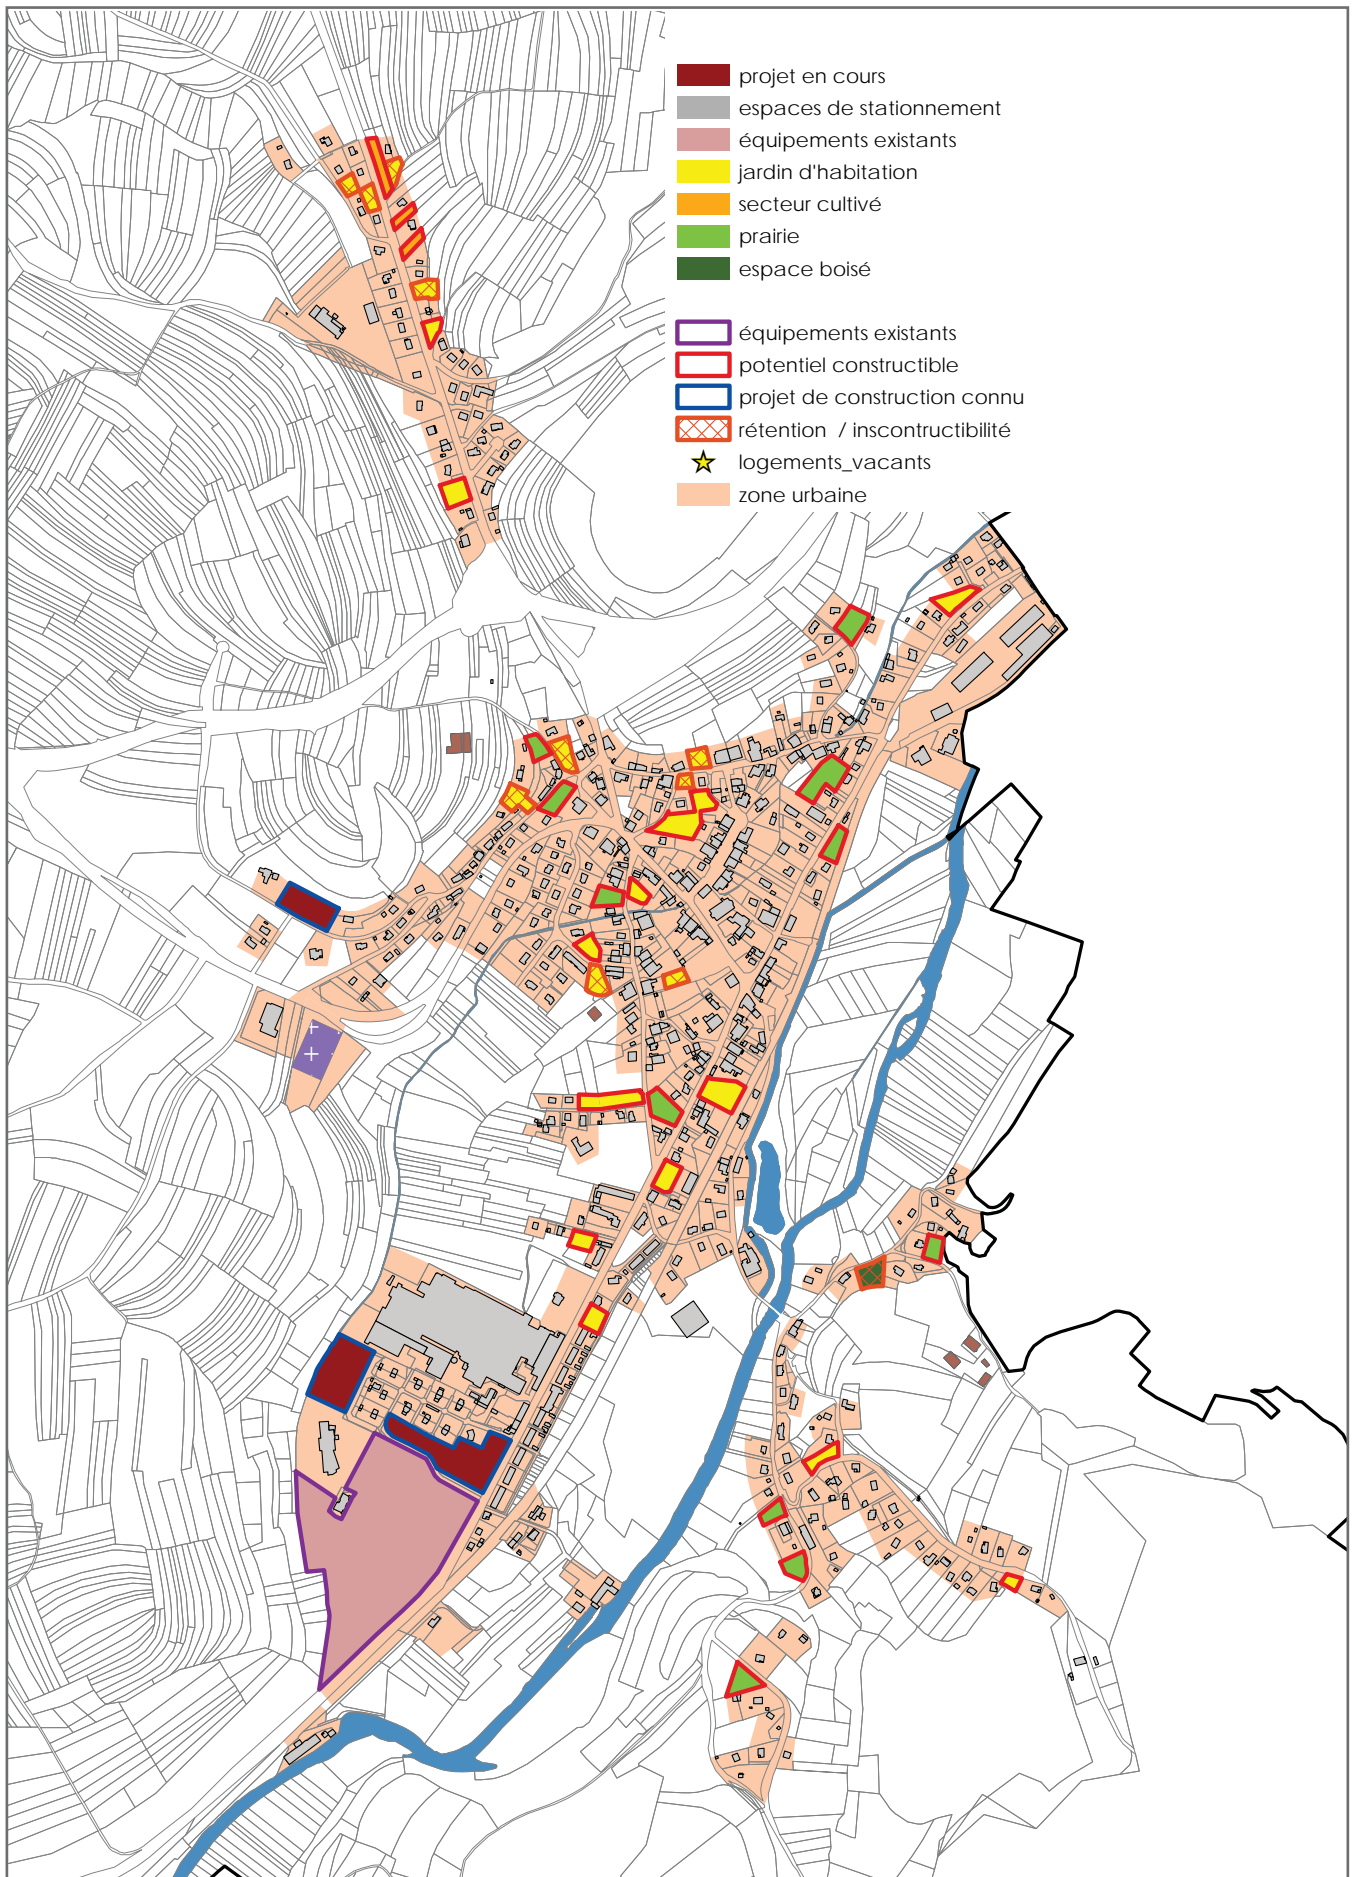 projet en cours
espaces de stationnement
équipements existants
jardin d'habitation
secteur cultivé
prairie
espace boisé
équipements existants
potentiel constructible
projet de construction connu
rétention / inscontructibilité
logements_vacants
zone urbaine